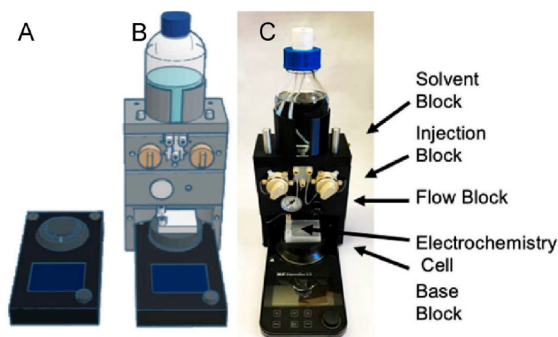 A
B
C
Solvent
Block
Injection
Block
Flow Block
Electrochemistry
Cell
Base
Block